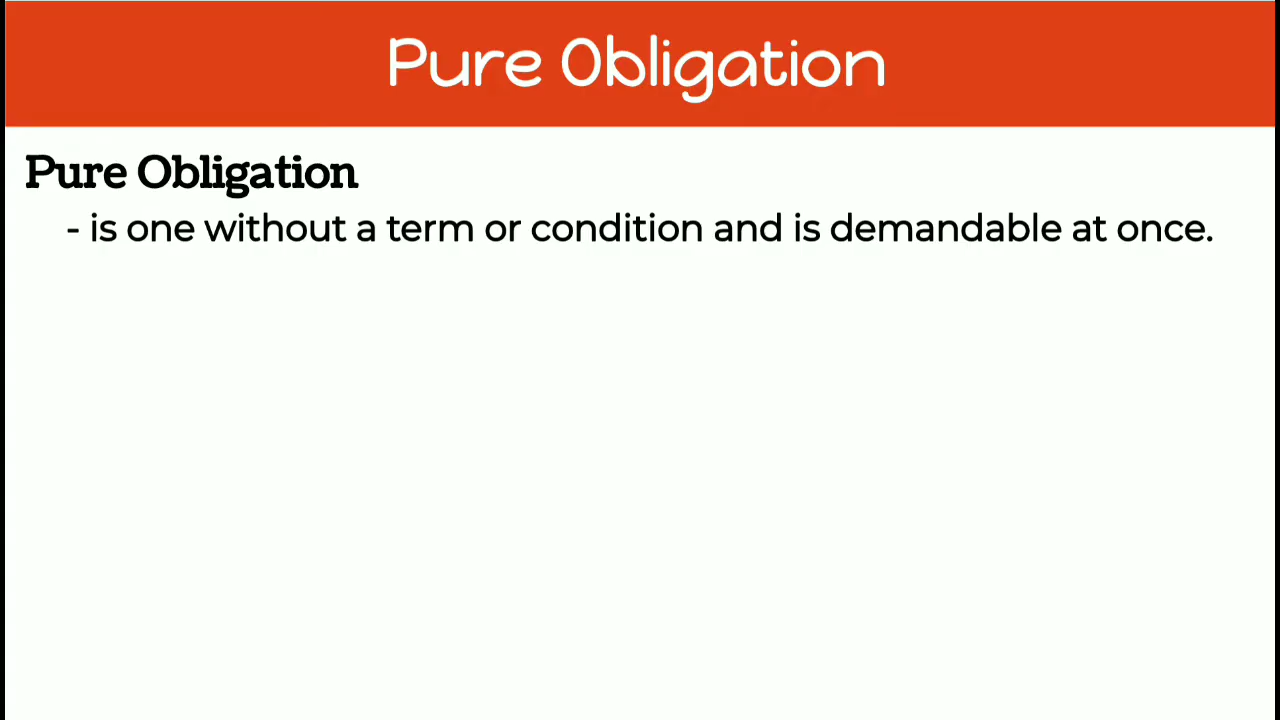 Pure Obligation
Pure Obligation
- is one without a term or condition and is demandable at once.